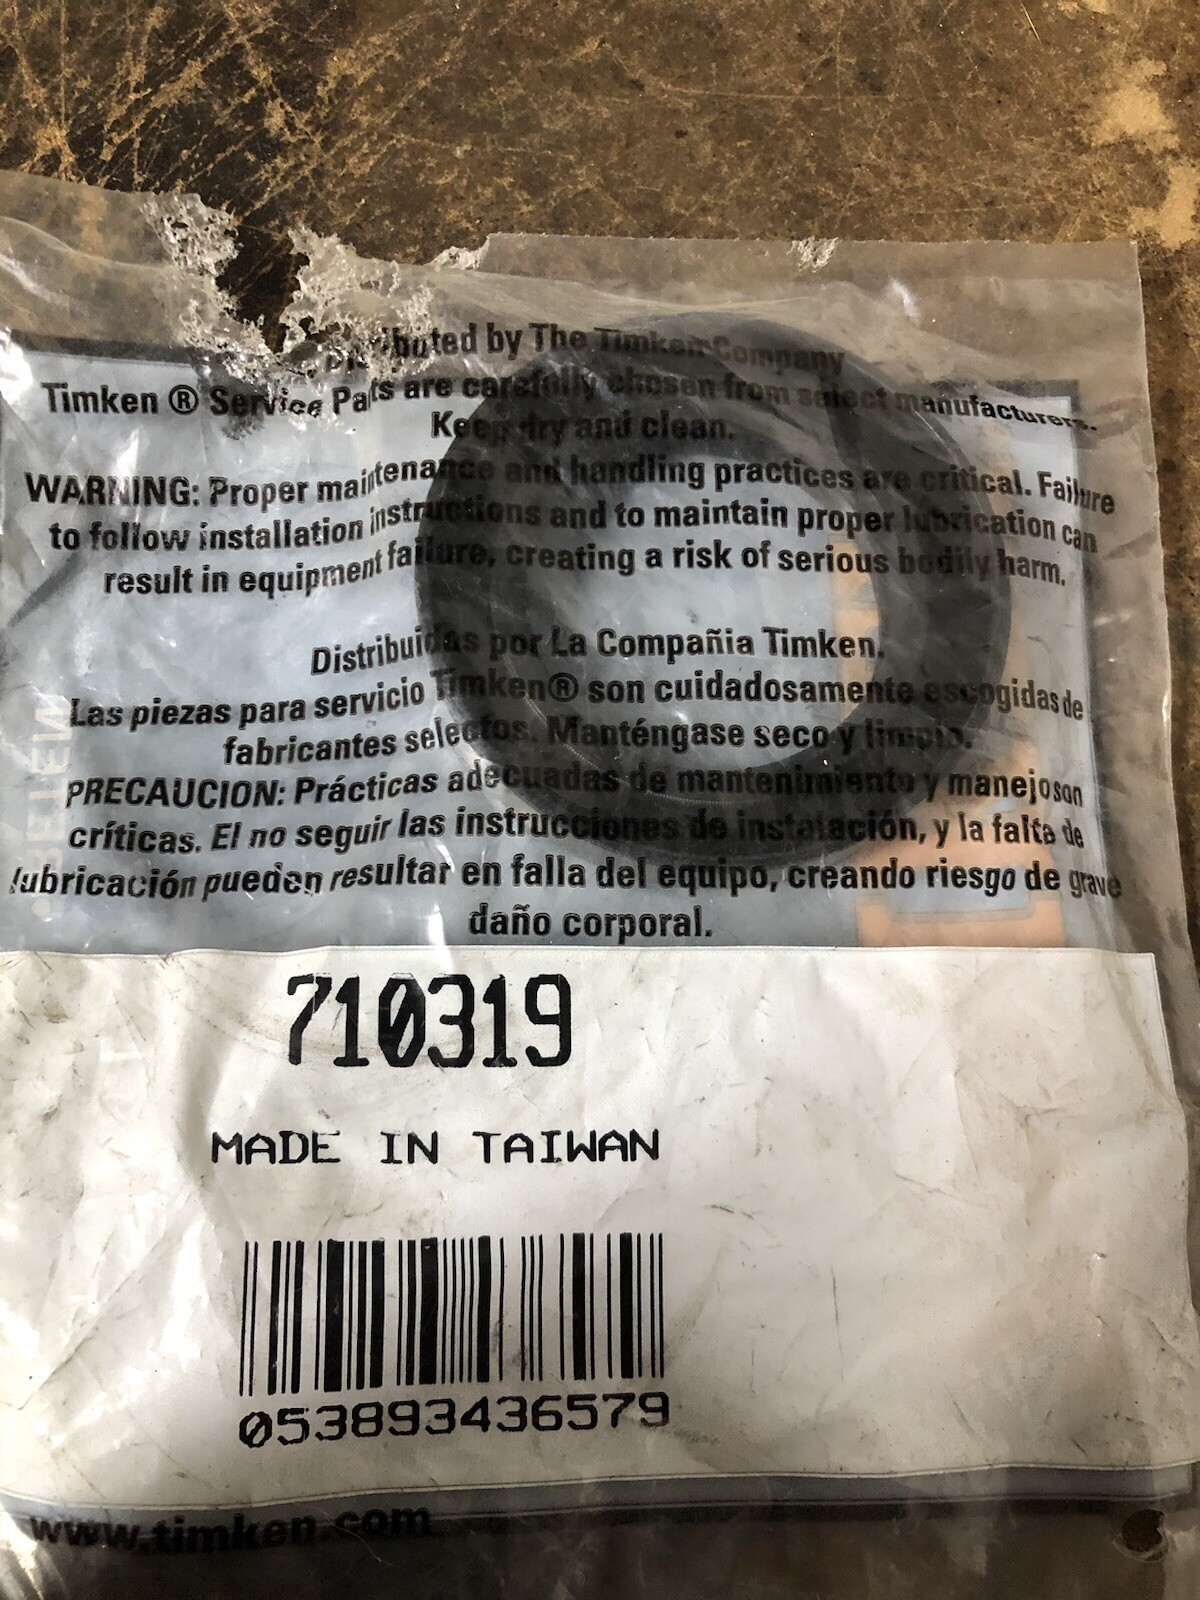 Distributed by The Timken Company
Timken ® Service Parts are carefully chosen from select manufacturers.
Keep dry and clean.
WARNING: Proper maintenance and handling practices are critical. Failure
to follow installation instructions and to maintain proper lubrication can
result in equipment failure, creating a risk of serious bodily harm.
Distribuidas por La Compañia Timken.
Las piezas para servicio Timken® son cuidadosamente escogidas de
fabricantes selectos. Manténgase seco y limpio.
PRECAUCION: Prácticas adecuadas de mantenimiento y manejo son
críticas. El no seguir las instrucciones de instalación, y la falta de
lubricación pueden resultar en falla del equipo, creando riesgo de grave
daño corporal.
710319
MADE IN TAIWAN
053893436579
www.timken.com